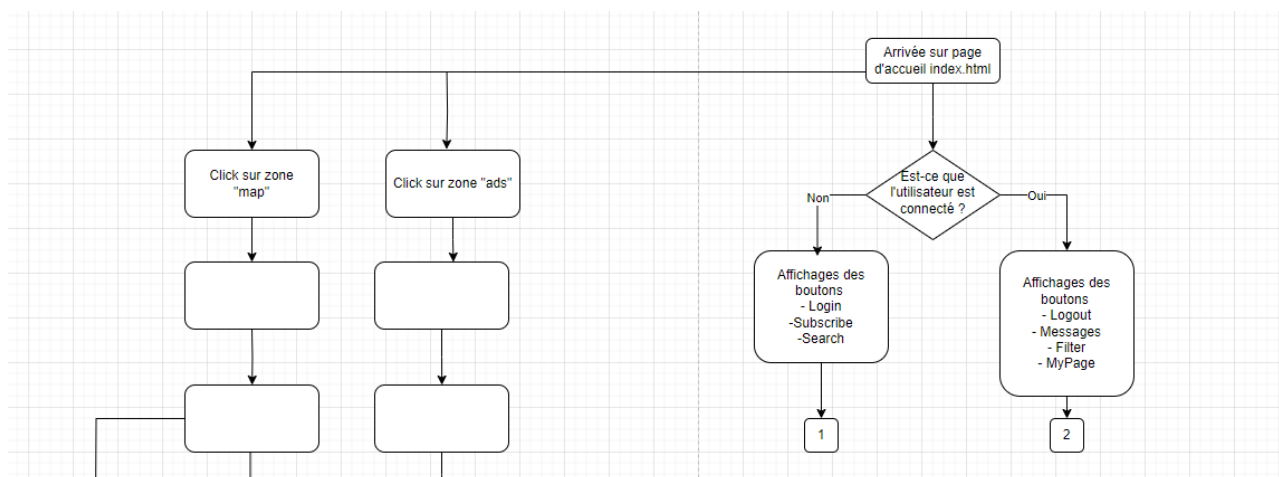 Arrivée sur page
d'accueil index.html
Click sur zone
"map"
Click sur zone "ads"
Est-ce que
l'utilisateur est
connecté ?
Non
Oui
Affichages des
boutons
- Login
-Subscribe
-Search
Affichages des
boutons
- Logout
- Messages
- Filter
- MyPage
1
2